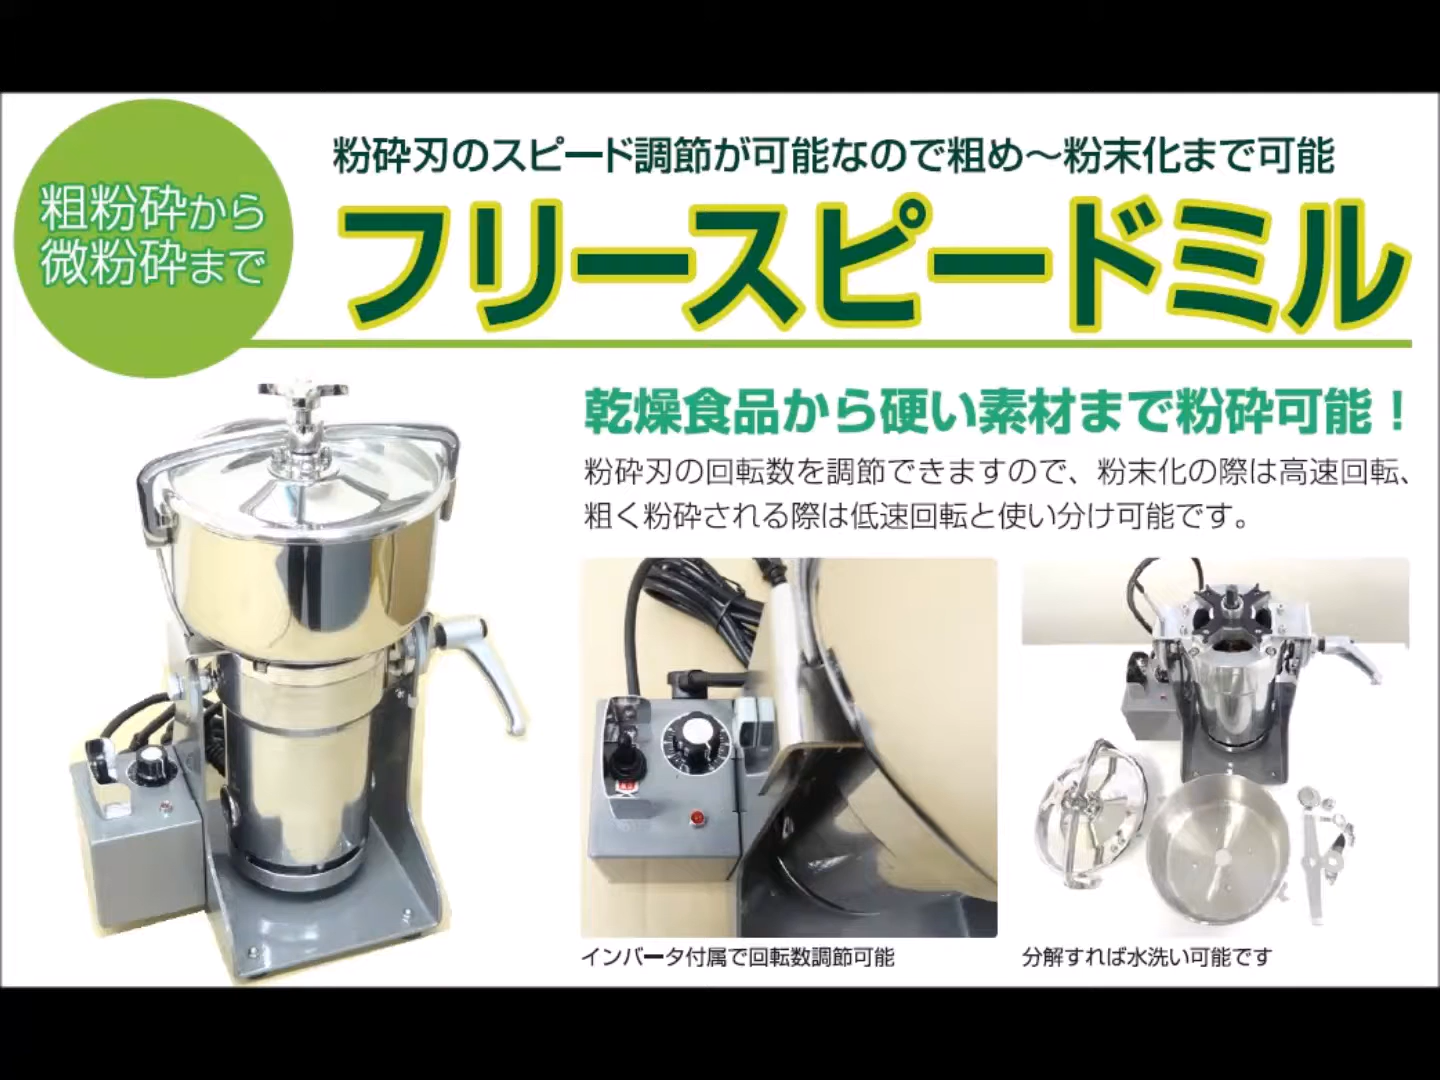 粗粉砕から
微粉砕まで
粉砕刃のスピード調節が可能なので粗め～粉末化まで可能
フリースピードミル
乾燥食品から硬い素材まで粉砕可能！
粉砕刃の回転数を調節できますので、粉末化の際は高速回転、
粗く粉砕される際は低速回転と使い分け可能です。
インバータ付属で回転数調節可能
分解すれば水洗い可能です